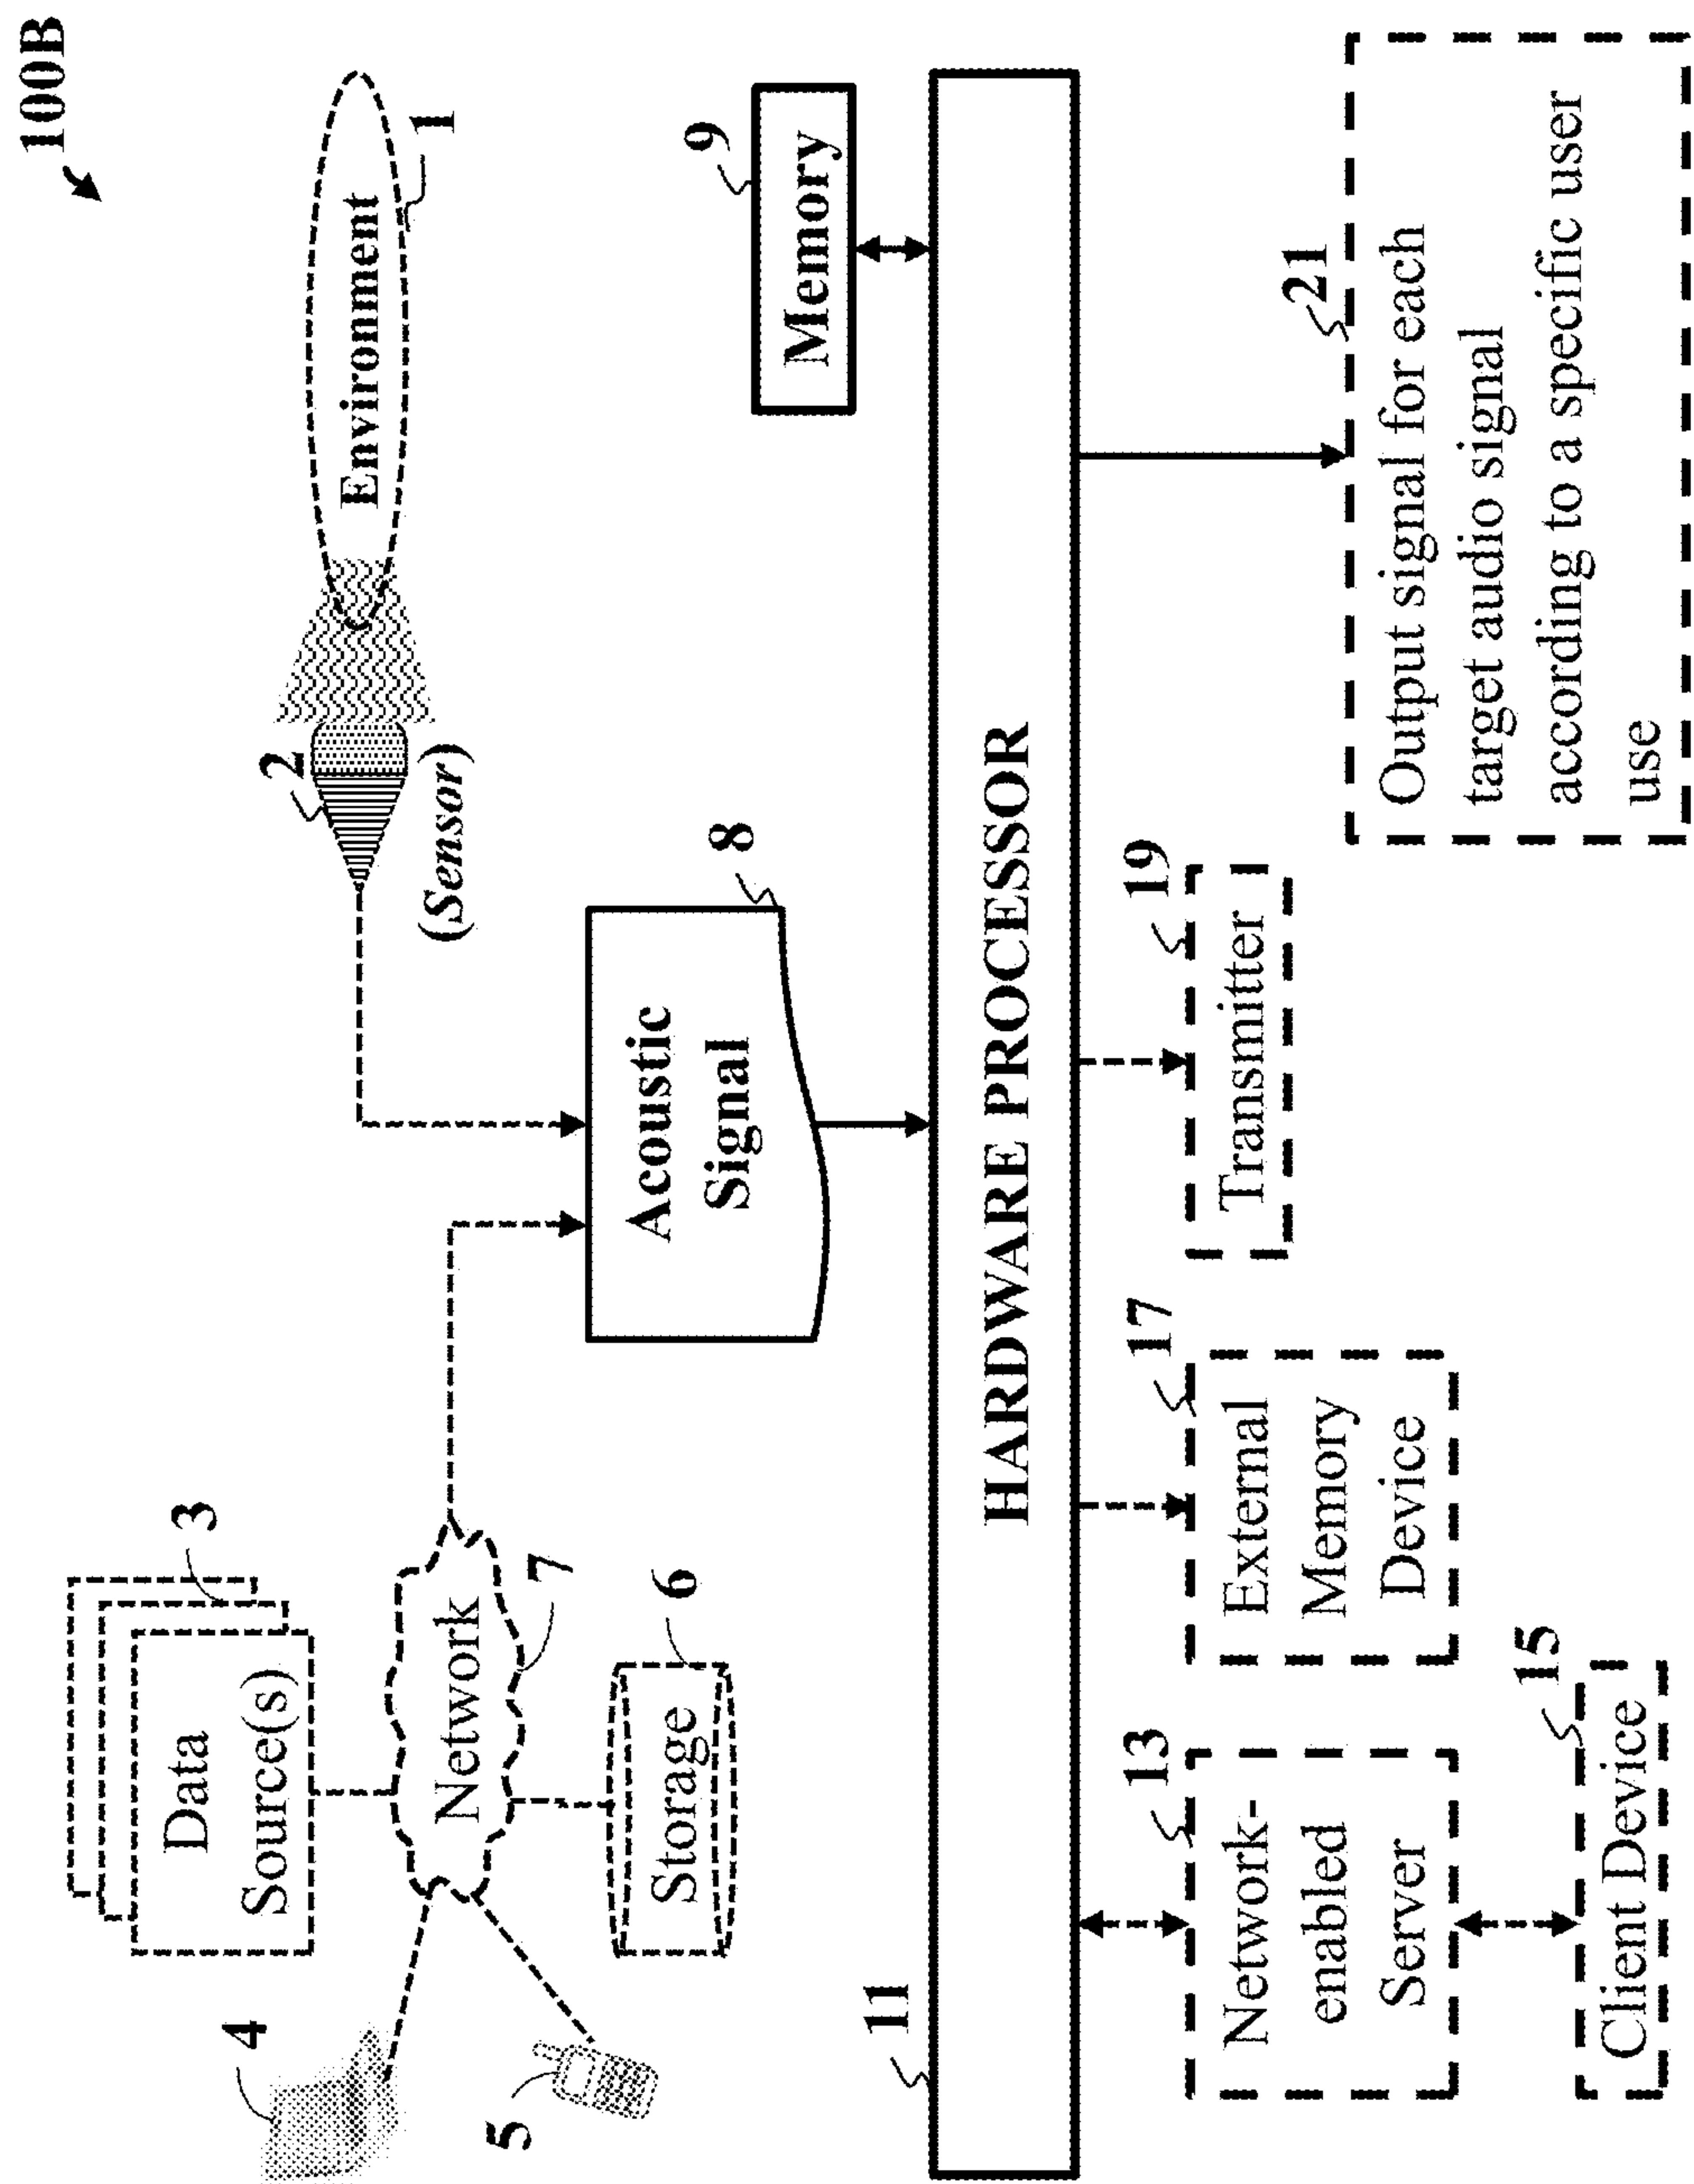 100B
4
Data
Source(s)
3
5
Network
7
Storage
6
2
(Sensor)
Environment
1
Acoustic
Signal
8
Memory
9
11
HARDWARE PROCESSOR
13
Network-
enabled
Server
15
Client Device
17
External
Memory
Device
19
Transmitter
21
Output signal for each
target audio signal
according to a specific user
use